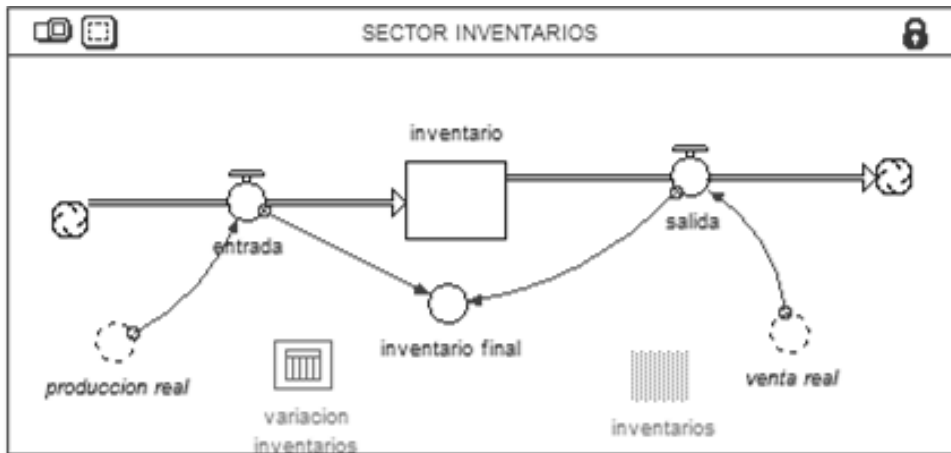 SECTOR INVENTARIOS
inventario
entrada
salida
inventario final
produccion real
venta real
variacion
inventarios
inventarios